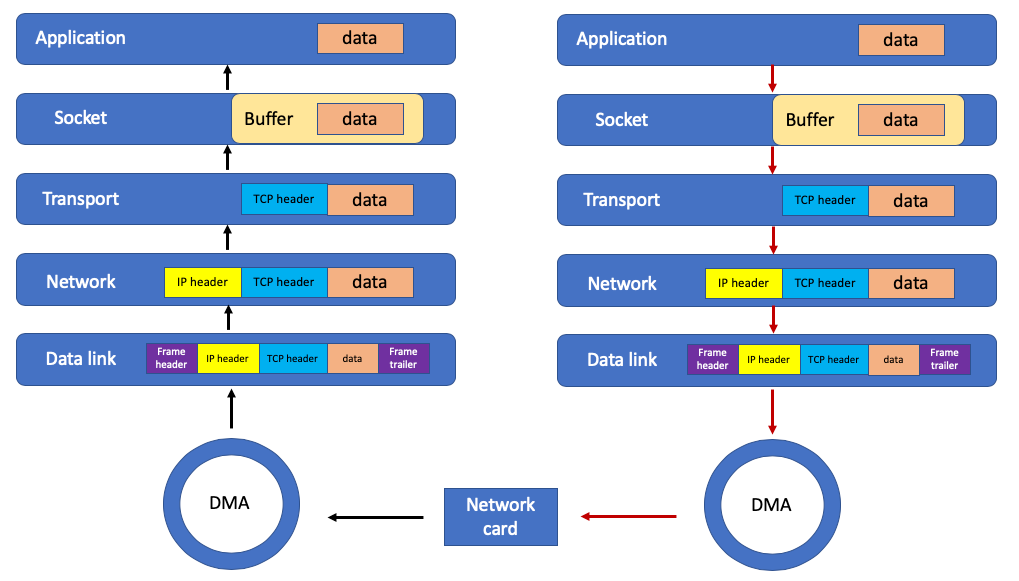 Application
data
Socket
Buffer
data
Transport
TCP header
data
Network
IP header
TCP header
data
Data link
Frame
header
IP header
TCP header
data
Frame
trailer
DMA
Application
data
Socket
Buffer
data
Transport
TCP header
data
Network
IP header
TCP header
data
Data link
Frame
header
IP header
TCP header
data
Frame
trailer
DMA
Network
card